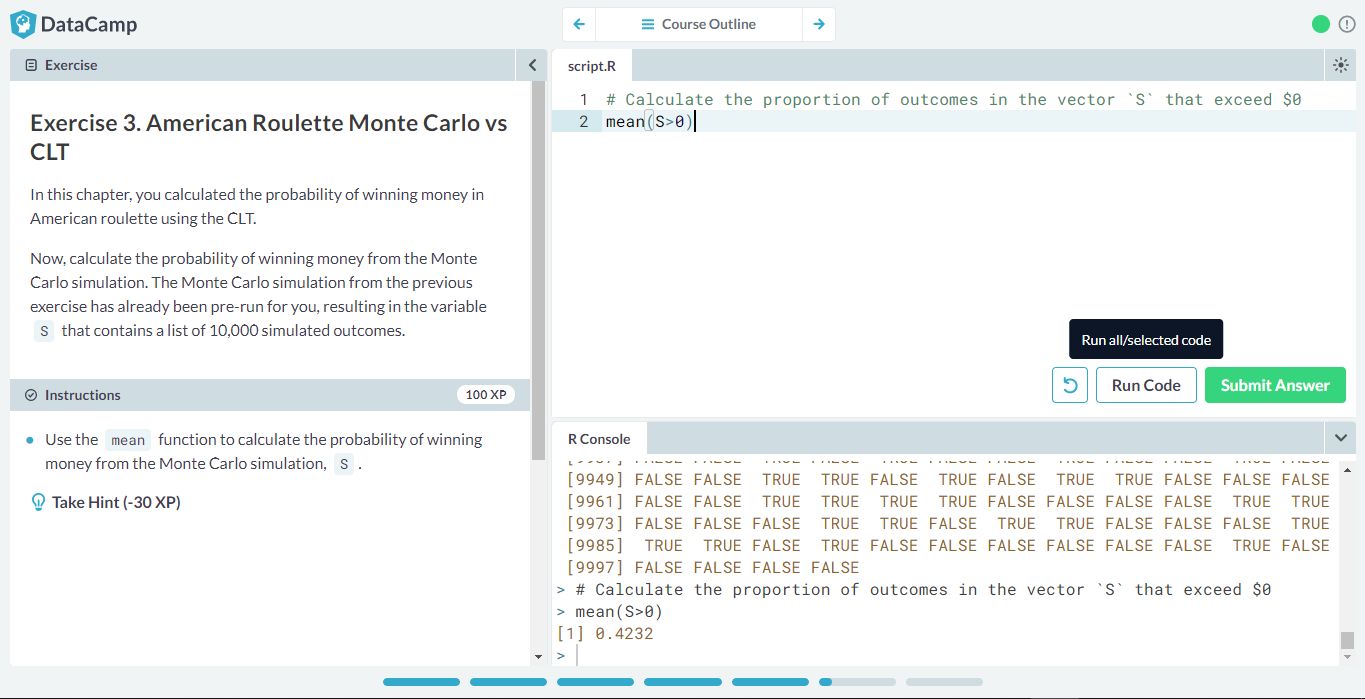 DataCamp
Course Outline
Exercise
Exercise 3. American Roulette Monte Carlo vs
CLT
In this chapter, you calculated the probability of winning money in
American roulette using the CLT.
Now, calculate the probability of winning money from the Monte
Carlo simulation. The Monte Carlo simulation from the previous
exercise has already been pre-run for you, resulting in the variable
S that contains a list of 10,000 simulated outcomes.
Instructions
100 XP
Use the mean function to calculate the probability of winning
money from the Monte Carlo simulation, S .
Take Hint (-30 XP)
script.R
1 # Calculate the proportion of outcomes in the vector `S` that exceed $0
2 mean(S>0)
Run all/selected code
Run Code
Submit Answer
R Console
[9949] FALSE FALSE TRUE TRUE FALSE TRUE FALSE TRUE TRUE FALSE FALSE FALSE
[9961] FALSE FALSE TRUE TRUE TRUE TRUE FALSE FALSE FALSE FALSE TRUE TRUE
[9973] FALSE FALSE FALSE TRUE TRUE FALSE TRUE TRUE FALSE FALSE FALSE TRUE
[9985] TRUE TRUE FALSE TRUE FALSE FALSE FALSE FALSE FALSE FALSE TRUE FALSE
[9997] FALSE FALSE FALSE FALSE
> # Calculate the proportion of outcomes in the vector `S` that exceed $0
> mean(S>0)
[1] 0.4232
>